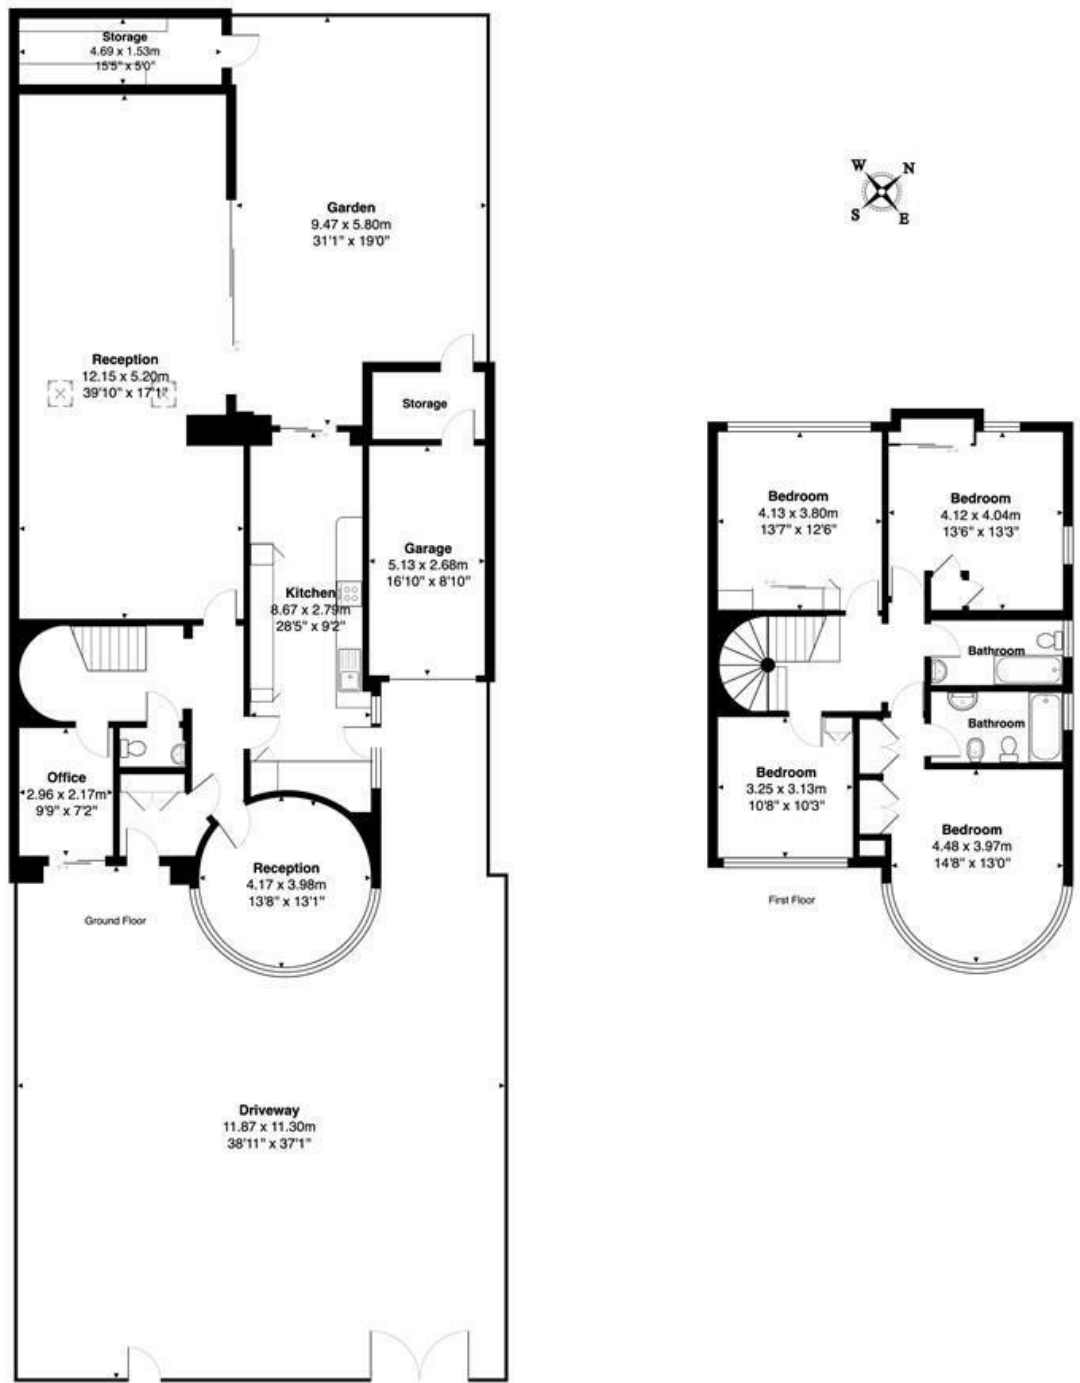 Storage
4.69 x 1.53m
15'5" x 5'0"
Garden
9.47 x 5.80m
31'1" x 19'0"
Reception
12.15 x 5.20m
39'10" x 17'1"
Storage
Garage
5.13 x 2.68m
16'10" x 8'10"
Kitchen
8.67 x 2.79m
28'5" x 9'2"
Office
2.96 x 2.17m
9'9" x 7'2"
Reception
4.17 x 3.98m
13'8" x 13'1"
Ground Floor
Driveway
11.87 x 11.30m
38'11" x 37'1"
W N
S E
Bedroom
4.13 x 3.80m
13'7" x 12'6"
Bedroom
4.12 x 4.04m
13'6" x 13'3"
Bathroom
Bathroom
Bedroom
3.25 x 3.13m
10'8" x 10'3"
Bedroom
4.48 x 3.97m
14'8" x 13'0"
First Floor